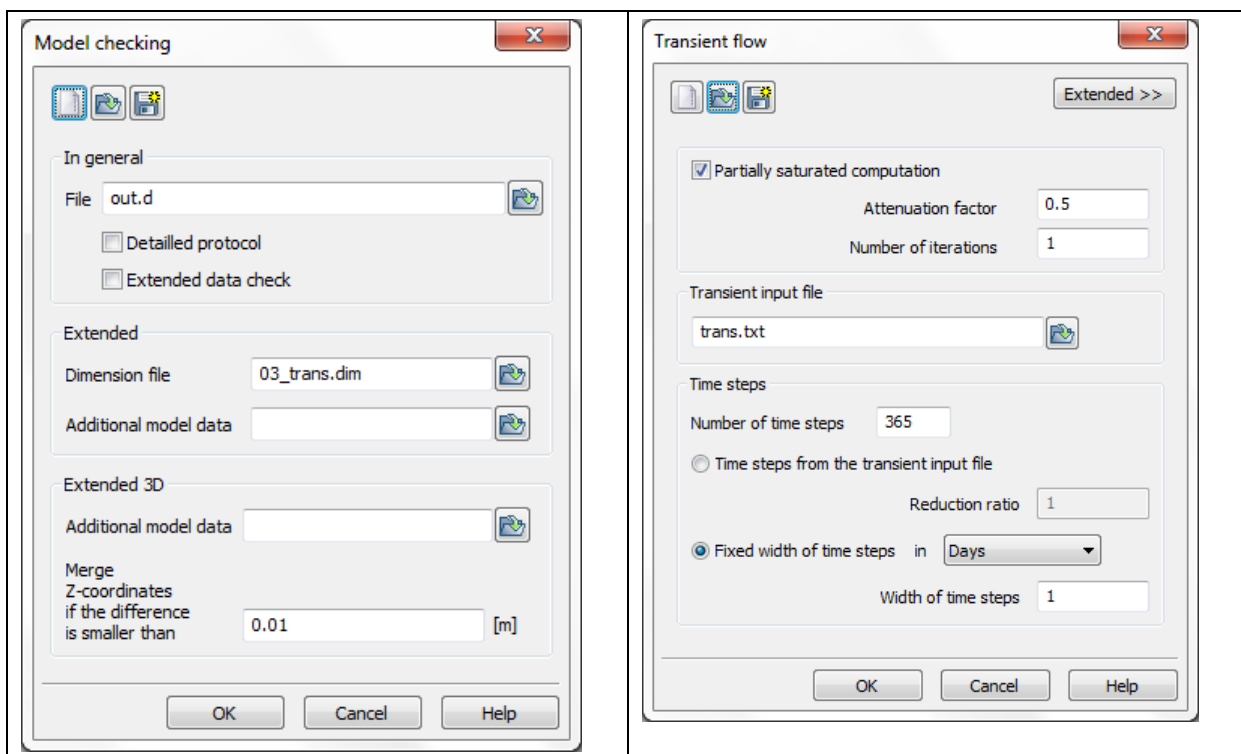 Model checking
In general
File out.d
Detailled protocol
Extended data check
Extended
Dimension file 03_trans.dim
Additional model data
Extended 3D
Additional model data
Merge
Z-coordinates
if the difference
is smaller than 0.01 [m]
OK Cancel Help
Transient flow
Extended >>
Partially saturated computation
Attenuation factor 0.5
Number of iterations 1
Transient input file
trans.txt
Time steps
Number of time steps 365
Time steps from the transient input file
Reduction ratio 1
Fixed width of time steps in Days
Width of time steps 1
OK Cancel Help